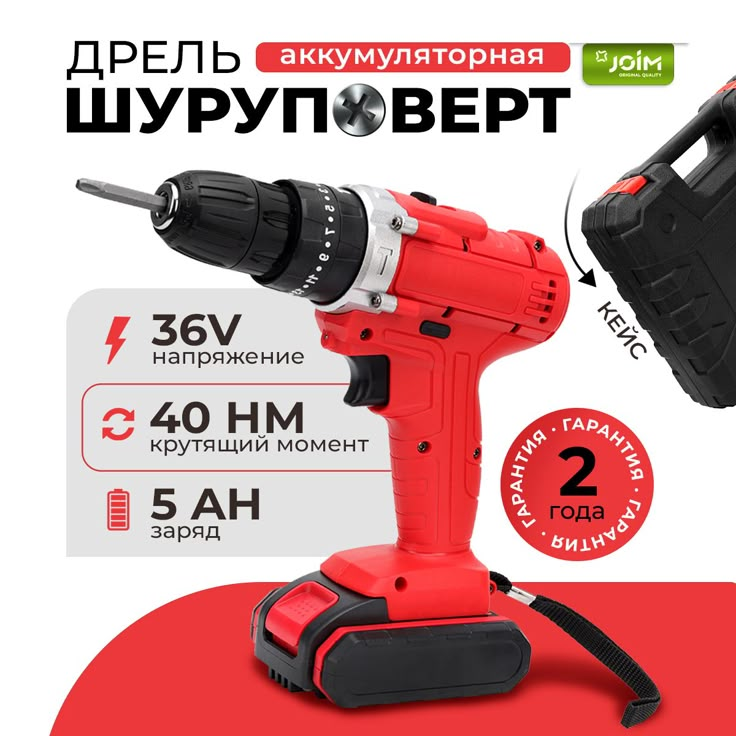 ДРЕЛЬ
аккумуляторная
JOIM
ORIGINAL QUALITY
ШУРУПОВЕРТ
36V
напряжение
40 НМ
крутящий момент
5 АН
заряд
КЕЙС
ГАРАНТИЯ · ГАРАНТИЯ · ГАРАНТИЯ · ГАРАНТИЯ ·
2
года